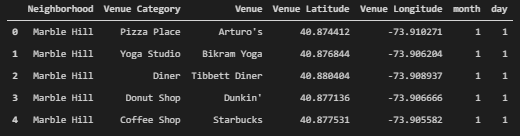 Neighborhood Venue Category Venue Venue Latitude Venue Longitude month day
0 Marble Hill Pizza Place Arturo's 40.874412 -73.910271 1 1
1 Marble Hill Yoga Studio Bikram Yoga 40.876844 -73.906204 1 1
2 Marble Hill Diner Tibbett Diner 40.880404 -73.908937 1 1
3 Marble Hill Donut Shop Dunkin' 40.877136 -73.906666 1 1
4 Marble Hill Coffee Shop Starbucks 40.877531 -73.905582 1 1